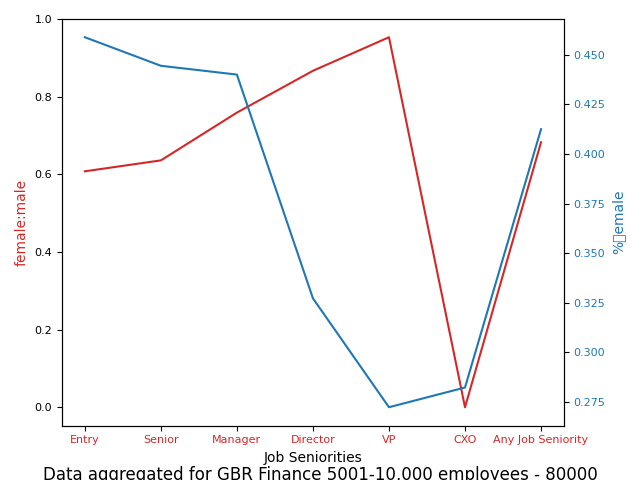 1.0
0.8
0.6
0.4
0.2
0.0
female:male
0.450
0.425
0.400
0.375
0.350
0.325
0.300
0.275
%▯emale
Entry Senior Manager Director VP CXO Any Job Seniority
Job Seniorities
Data aggregated for GBR Finance 5001-10,000 employees - 80000